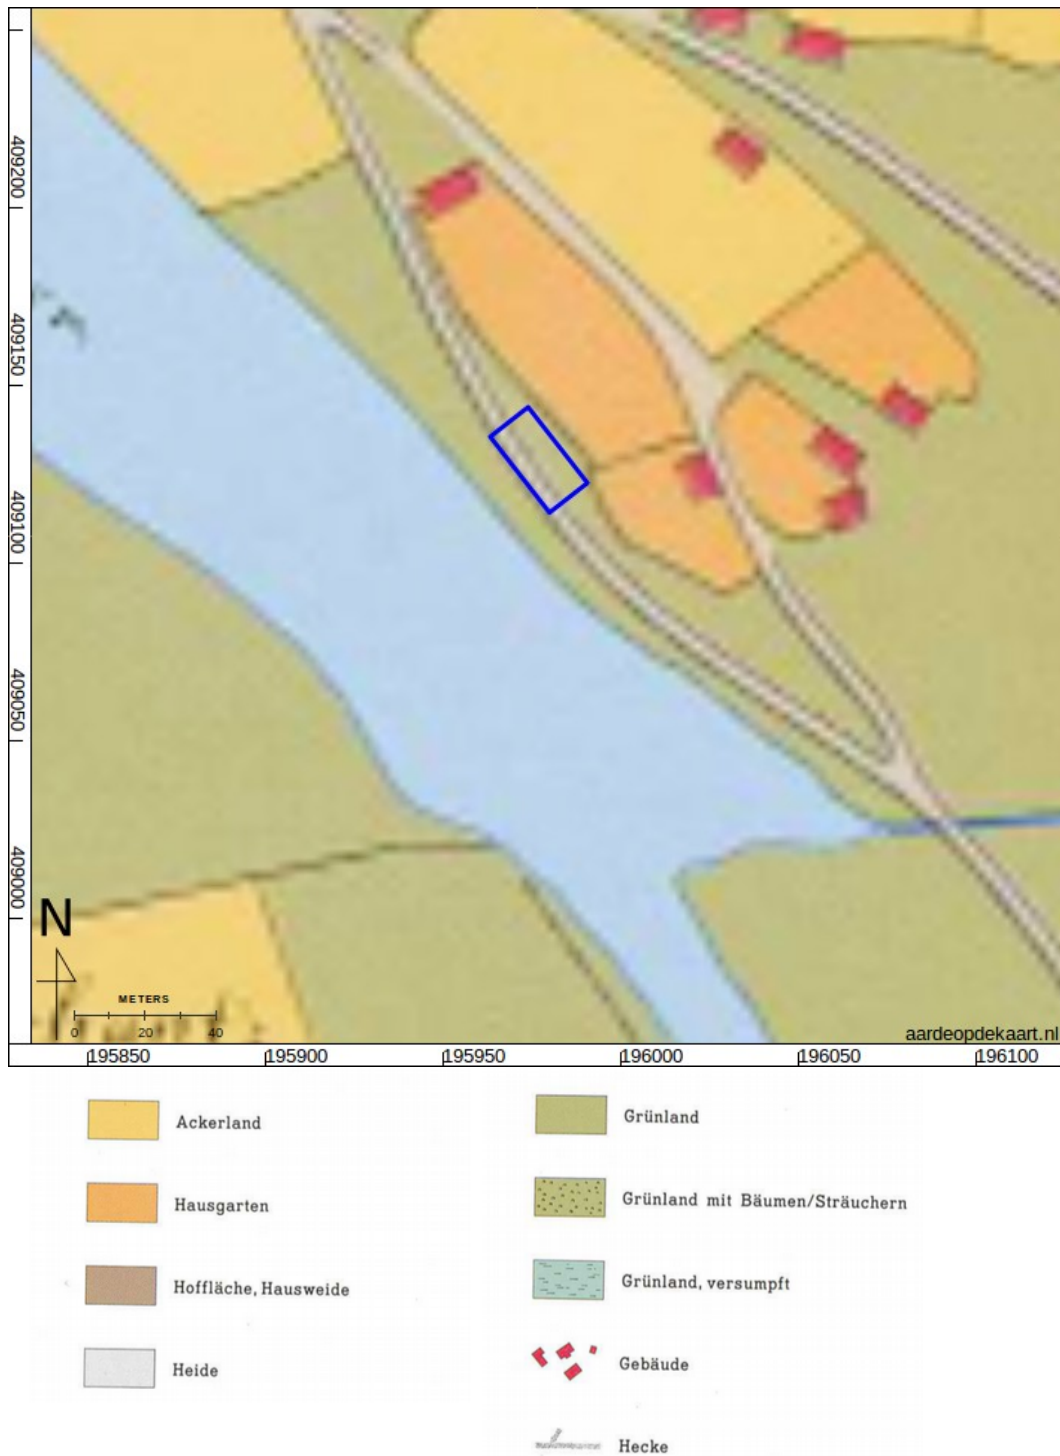 409200
409150
409100
409050
409000
N
METERS
0 20 40
aardeopdekaart.nl
195850 195900 195950 196000 196050 196100
Ackerland
Grünland
Hausgarten
Grünland mit Bäumen/Sträuchern
Hoffläche, Hausweide
Grünland, versumpft
Heide
Gebäude
Hecke